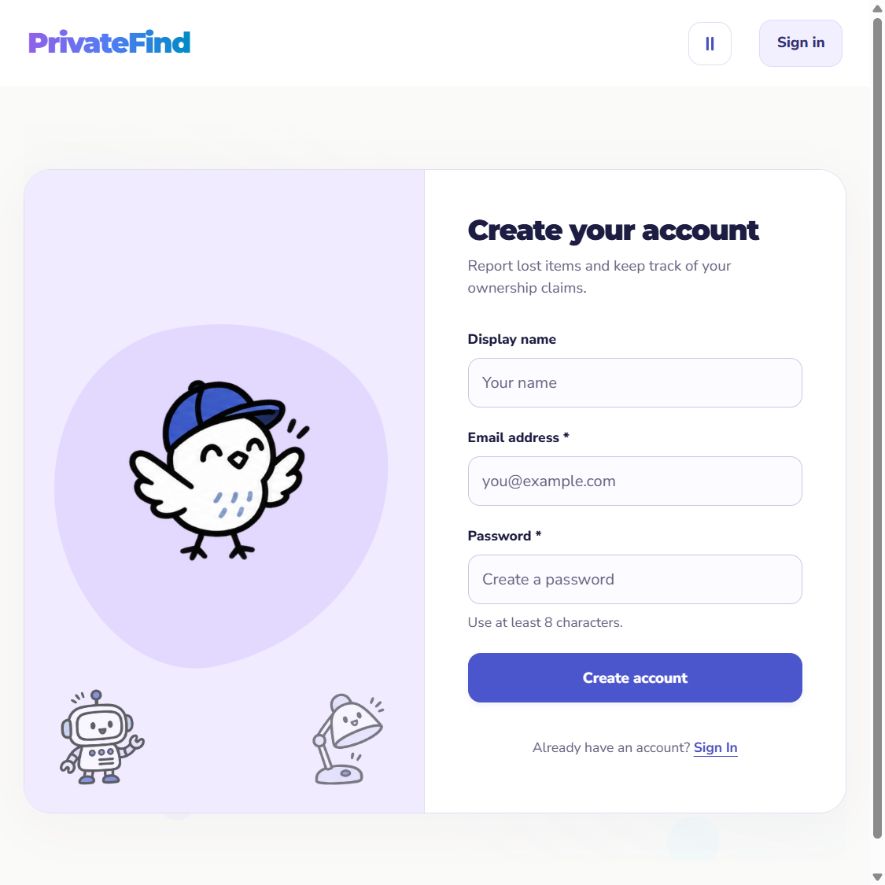 PrivateFind
Sign in
Create your account
Report lost items and keep track of your
ownership claims.
Display name
Your name
Email address *
you@example.com
Password *
Create a password
Use at least 8 characters.
Create account
Already have an account? Sign In